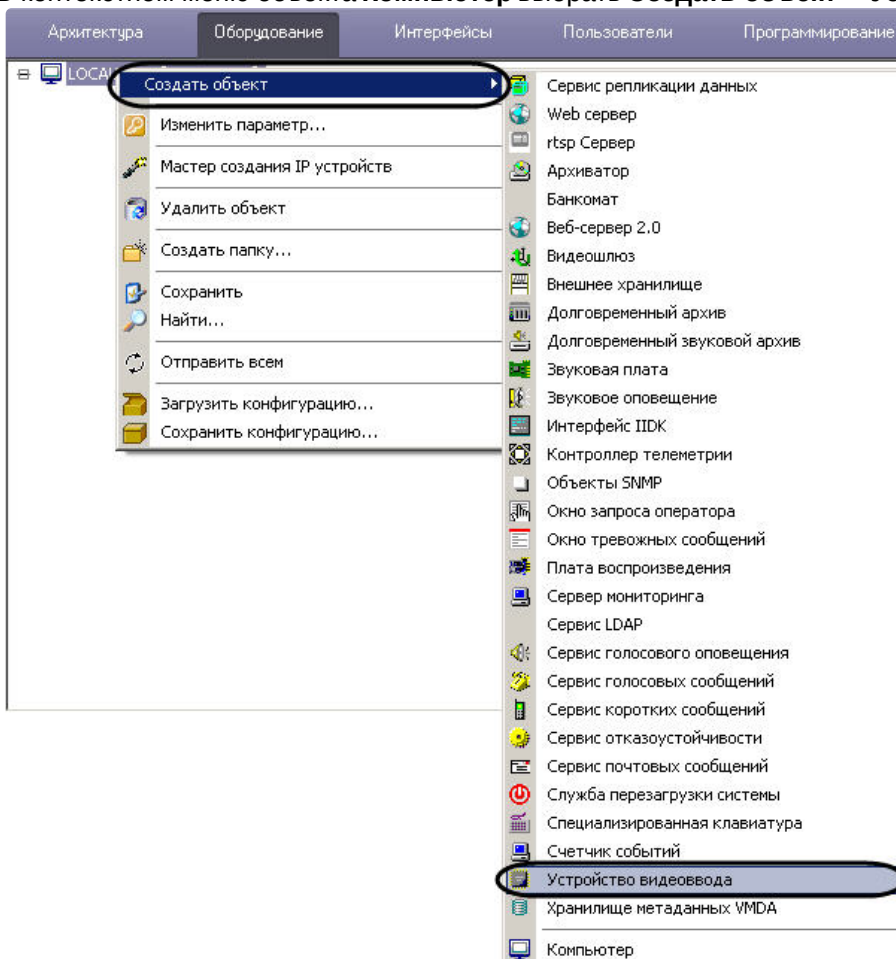 Архитектура Оборудование Интерфейсы Пользователи Программирование
Создать объект
Изменить параметр...
Мастер создания IP устройств
Удалить объект
Создать папку...
Сохранить
Найти...
Отправить всем
Загрузить конфигурацию...
Сохранить конфигурацию...
Сервис репликации данных
Web сервер
rtsp Сервер
Архиватор
Банкомат
Веб-сервер 2.0
Видеошлюз
Внешнее хранилище
Долговременный архив
Долговременный звуковой архив
Звуковая плата
Звуковое оповещение
Интерфейс IIDK
Контроллер телеметрии
Объекты SNMP
Окно запроса оператора
Окно тревожных сообщений
Плата воспроизведения
Сервер мониторинга
Сервис LDAP
Сервис голосового оповещения
Сервис голосовых сообщений
Сервис коротких сообщений
Сервис отказоустойчивости
Сервис почтовых сообщений
Служба перезагрузки системы
Специализированная клавиатура
Счетчик событий
Устройство видеоввода
Хранилище метаданных VMDA
Компьютер